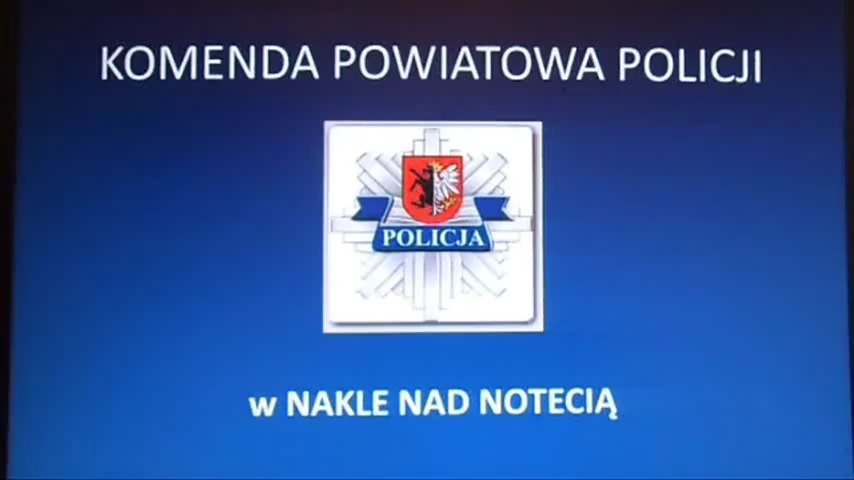 KOMENDA POWIATOWA POLICJI
POLICJA
w NAKLE NAD NOTECIĄ